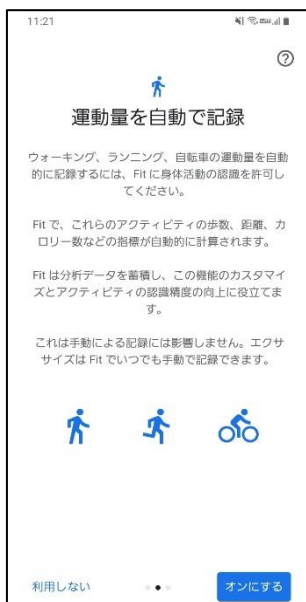 11:21
運動量を自動で記録
ウォーキング、ランニング、自転車の運動量を自動
的に記録するには、Fit に身体活動の認識を許可し
てください。
Fit で、これらのアクティビティの歩数、距離、カ
ロリー数などの指標が自動的に計算されます。
Fit は分析データを蓄積し、この機能のカスタマイ
ズとアクティビティの認識精度の向上に役立てま
す。
これは手動による記録には影響しません。エクサ
サイズは Fit でいつでも手動で記録できます。
利用しない
オンにする